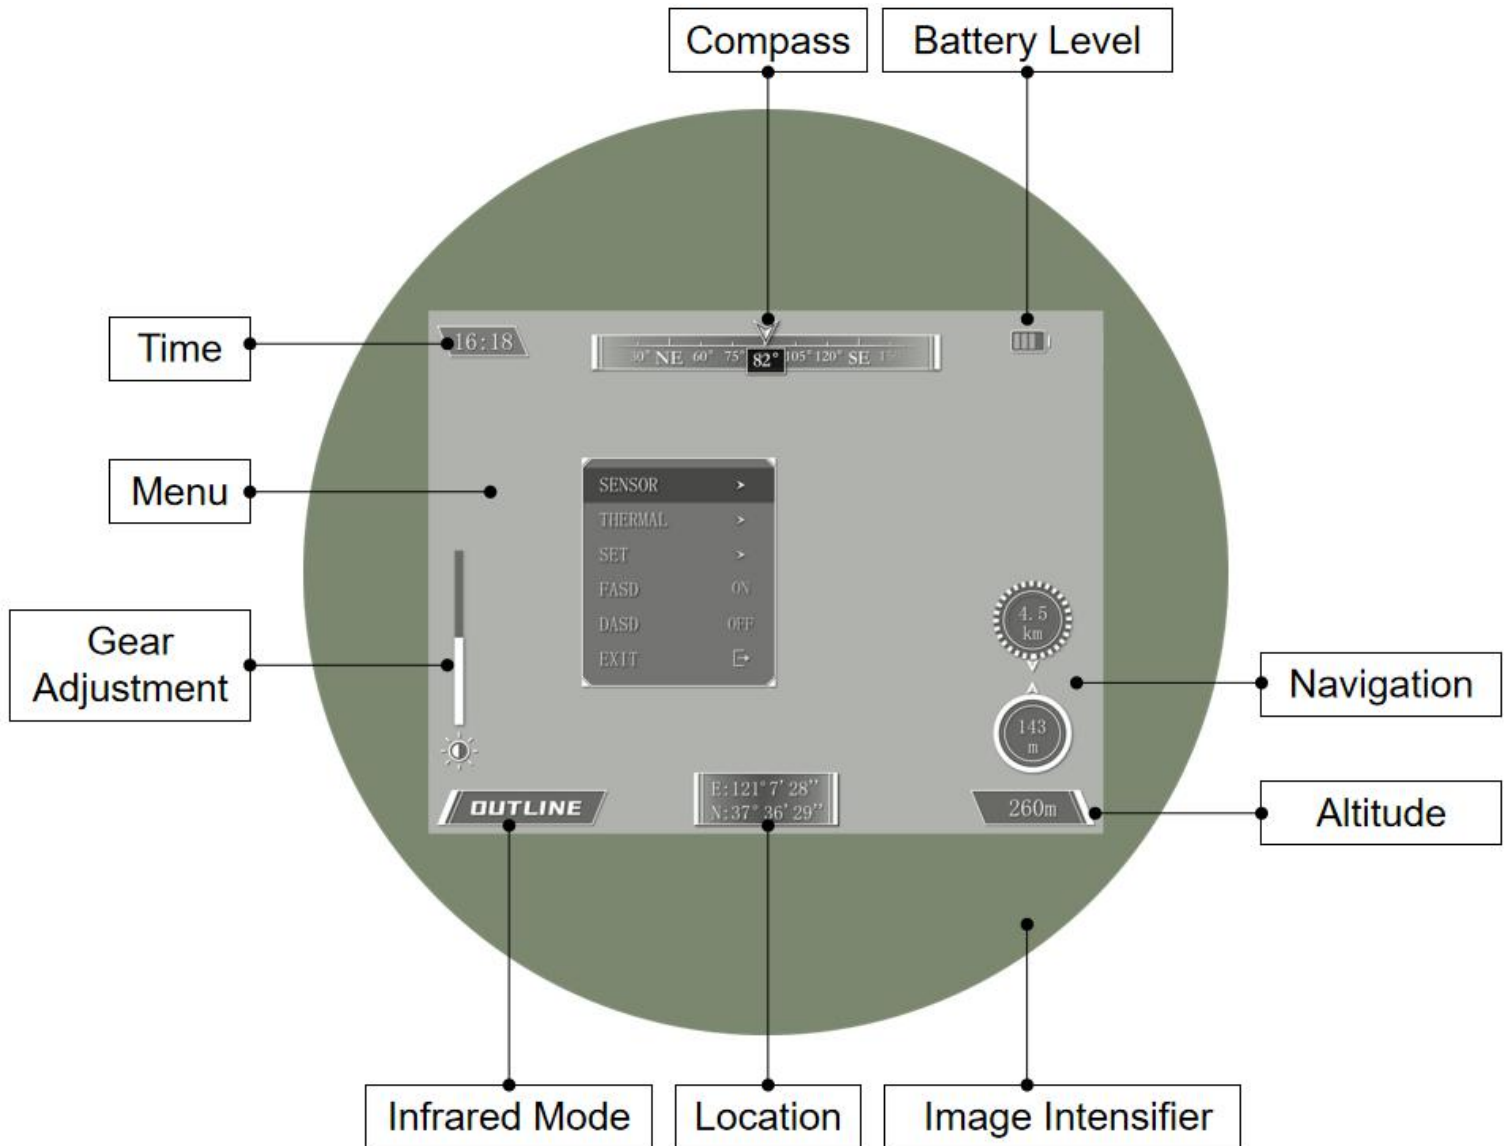 Compass
Battery Level
Time
16:18
30° NE 60° 75° 82° 105° 120° SE
Menu
SENSOR >
THERMAL >
SET >
FASD ON
DASD OFF
EXIT
Gear
Adjustment
4.5
km
143
m
Navigation
OUTLINE
E:121°7'28''
N:37°36'29''
260m
Altitude
Infrared Mode
Location
Image Intensifier